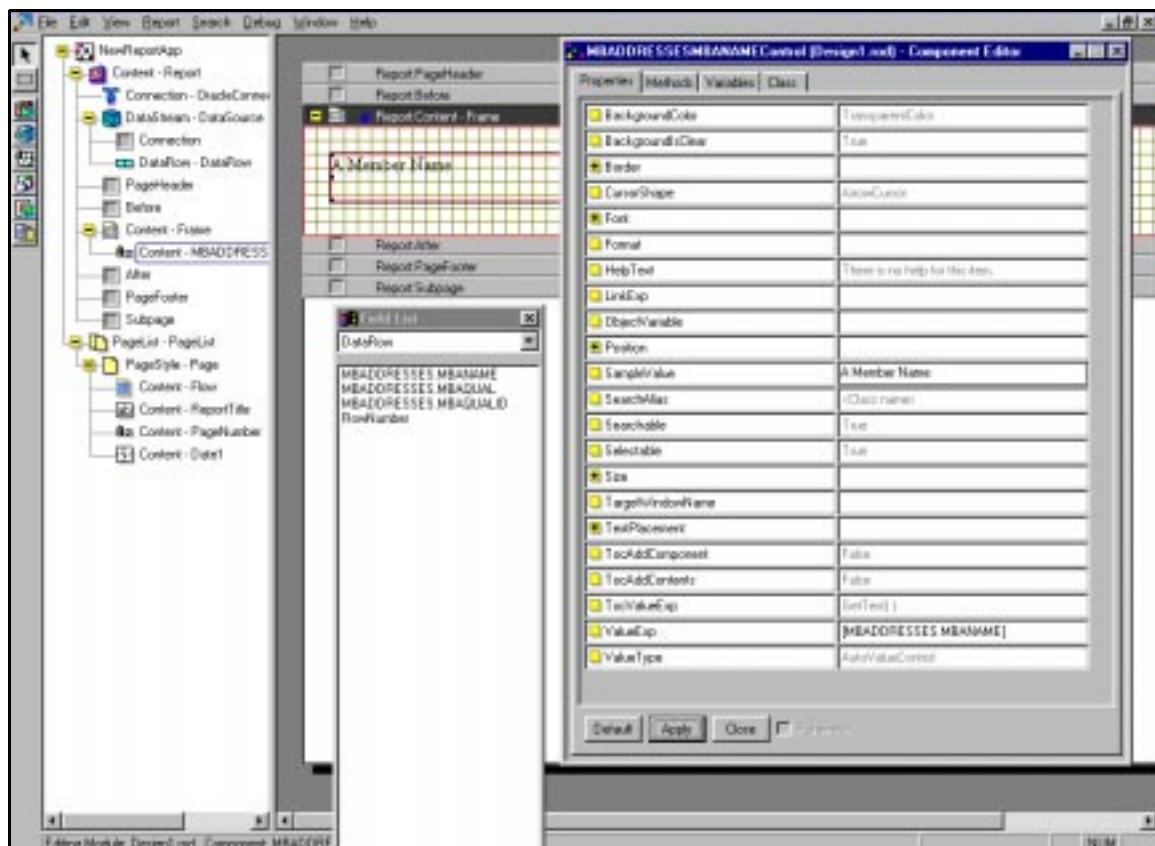 File Edit View Report Search Debug Window Help
NewReportApp
Content - Report
Connection - OracleConnec
DataStream - DataSource
Connection
DataRow - DataRow
PageHeader
Before
Content - Frame
Content - MBADDRESS
After
PageFooter
Subpage
PageList - PageList
PageStyle - Page
Content - Flow
Content - ReportTitle
Content - PageNumber
Content - Date1
Report.PageHeader
Report.Before
Report.Content - Frame
A Member Name
Report.After
Report.PageFooter
Report.Subpage
Field List
DataRow
MBADDRESSES.MBANAME
MBADDRESSES.MBAQUAL
MBADDRESSES.MBAQUALID
RowNumber
MBADDRESSESMBANAMEControl (Design1.rod) - Component Editor
Properties Methods Variables Class
BackgroundColor TransparentColor
BackgroundIsClear True
Border
CursorShape ArrowCursor
Font
Format
HelpText There is no help for this item.
LinkExp
ObjectVariable
Position
SampleValue A Member Name
SearchAlias <Class name>
Searchable True
Selectable True
Size
TargetWindowName
TextPlacement
TocAddComponent False
TocAddContents False
TocValueExp GetText( )
ValueExp [MBADDRESSES.MBANAME]
ValueType AutoValueControl
Default Apply Close
Editing Module: Design1.rod, Component: MBADDRE
NUM